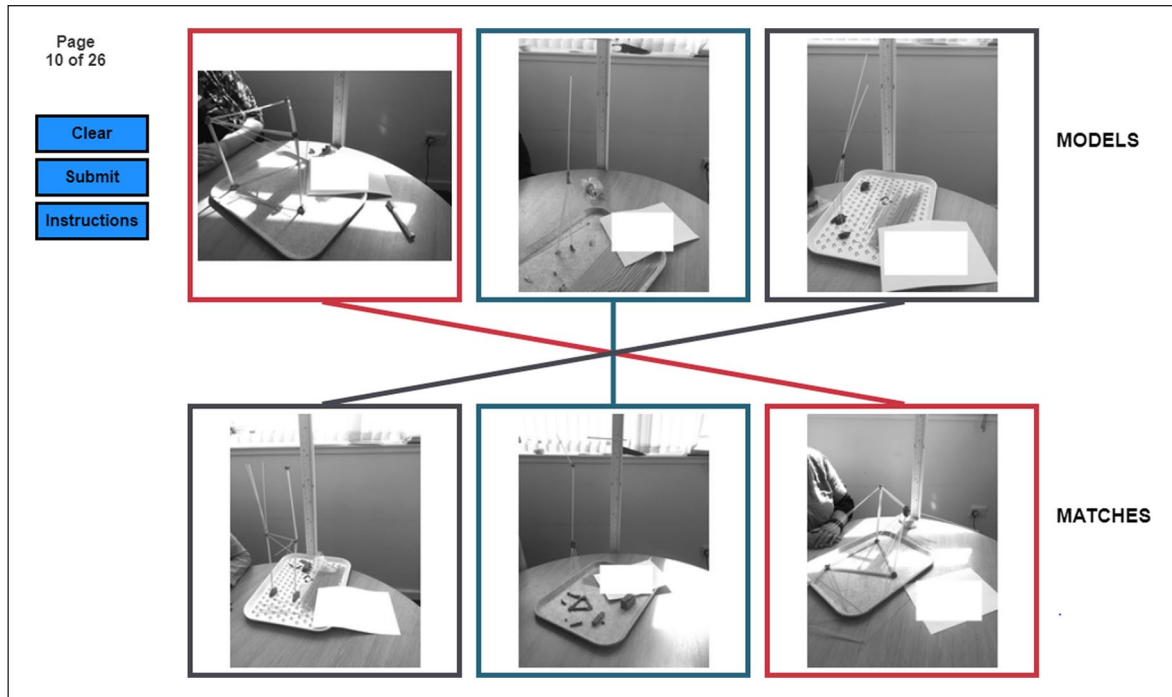 Page
10 of 26
Clear
Submit
Instructions
MODELS
MATCHES